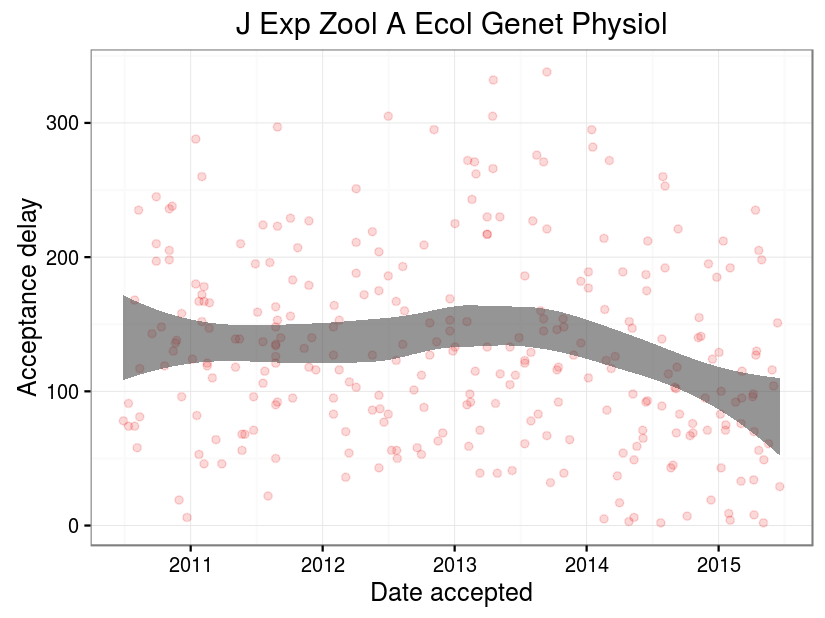 J Exp Zool A Ecol Genet Physiol
Acceptance delay
300
200
100
0
2011 2012 2013 2014 2015
Date accepted